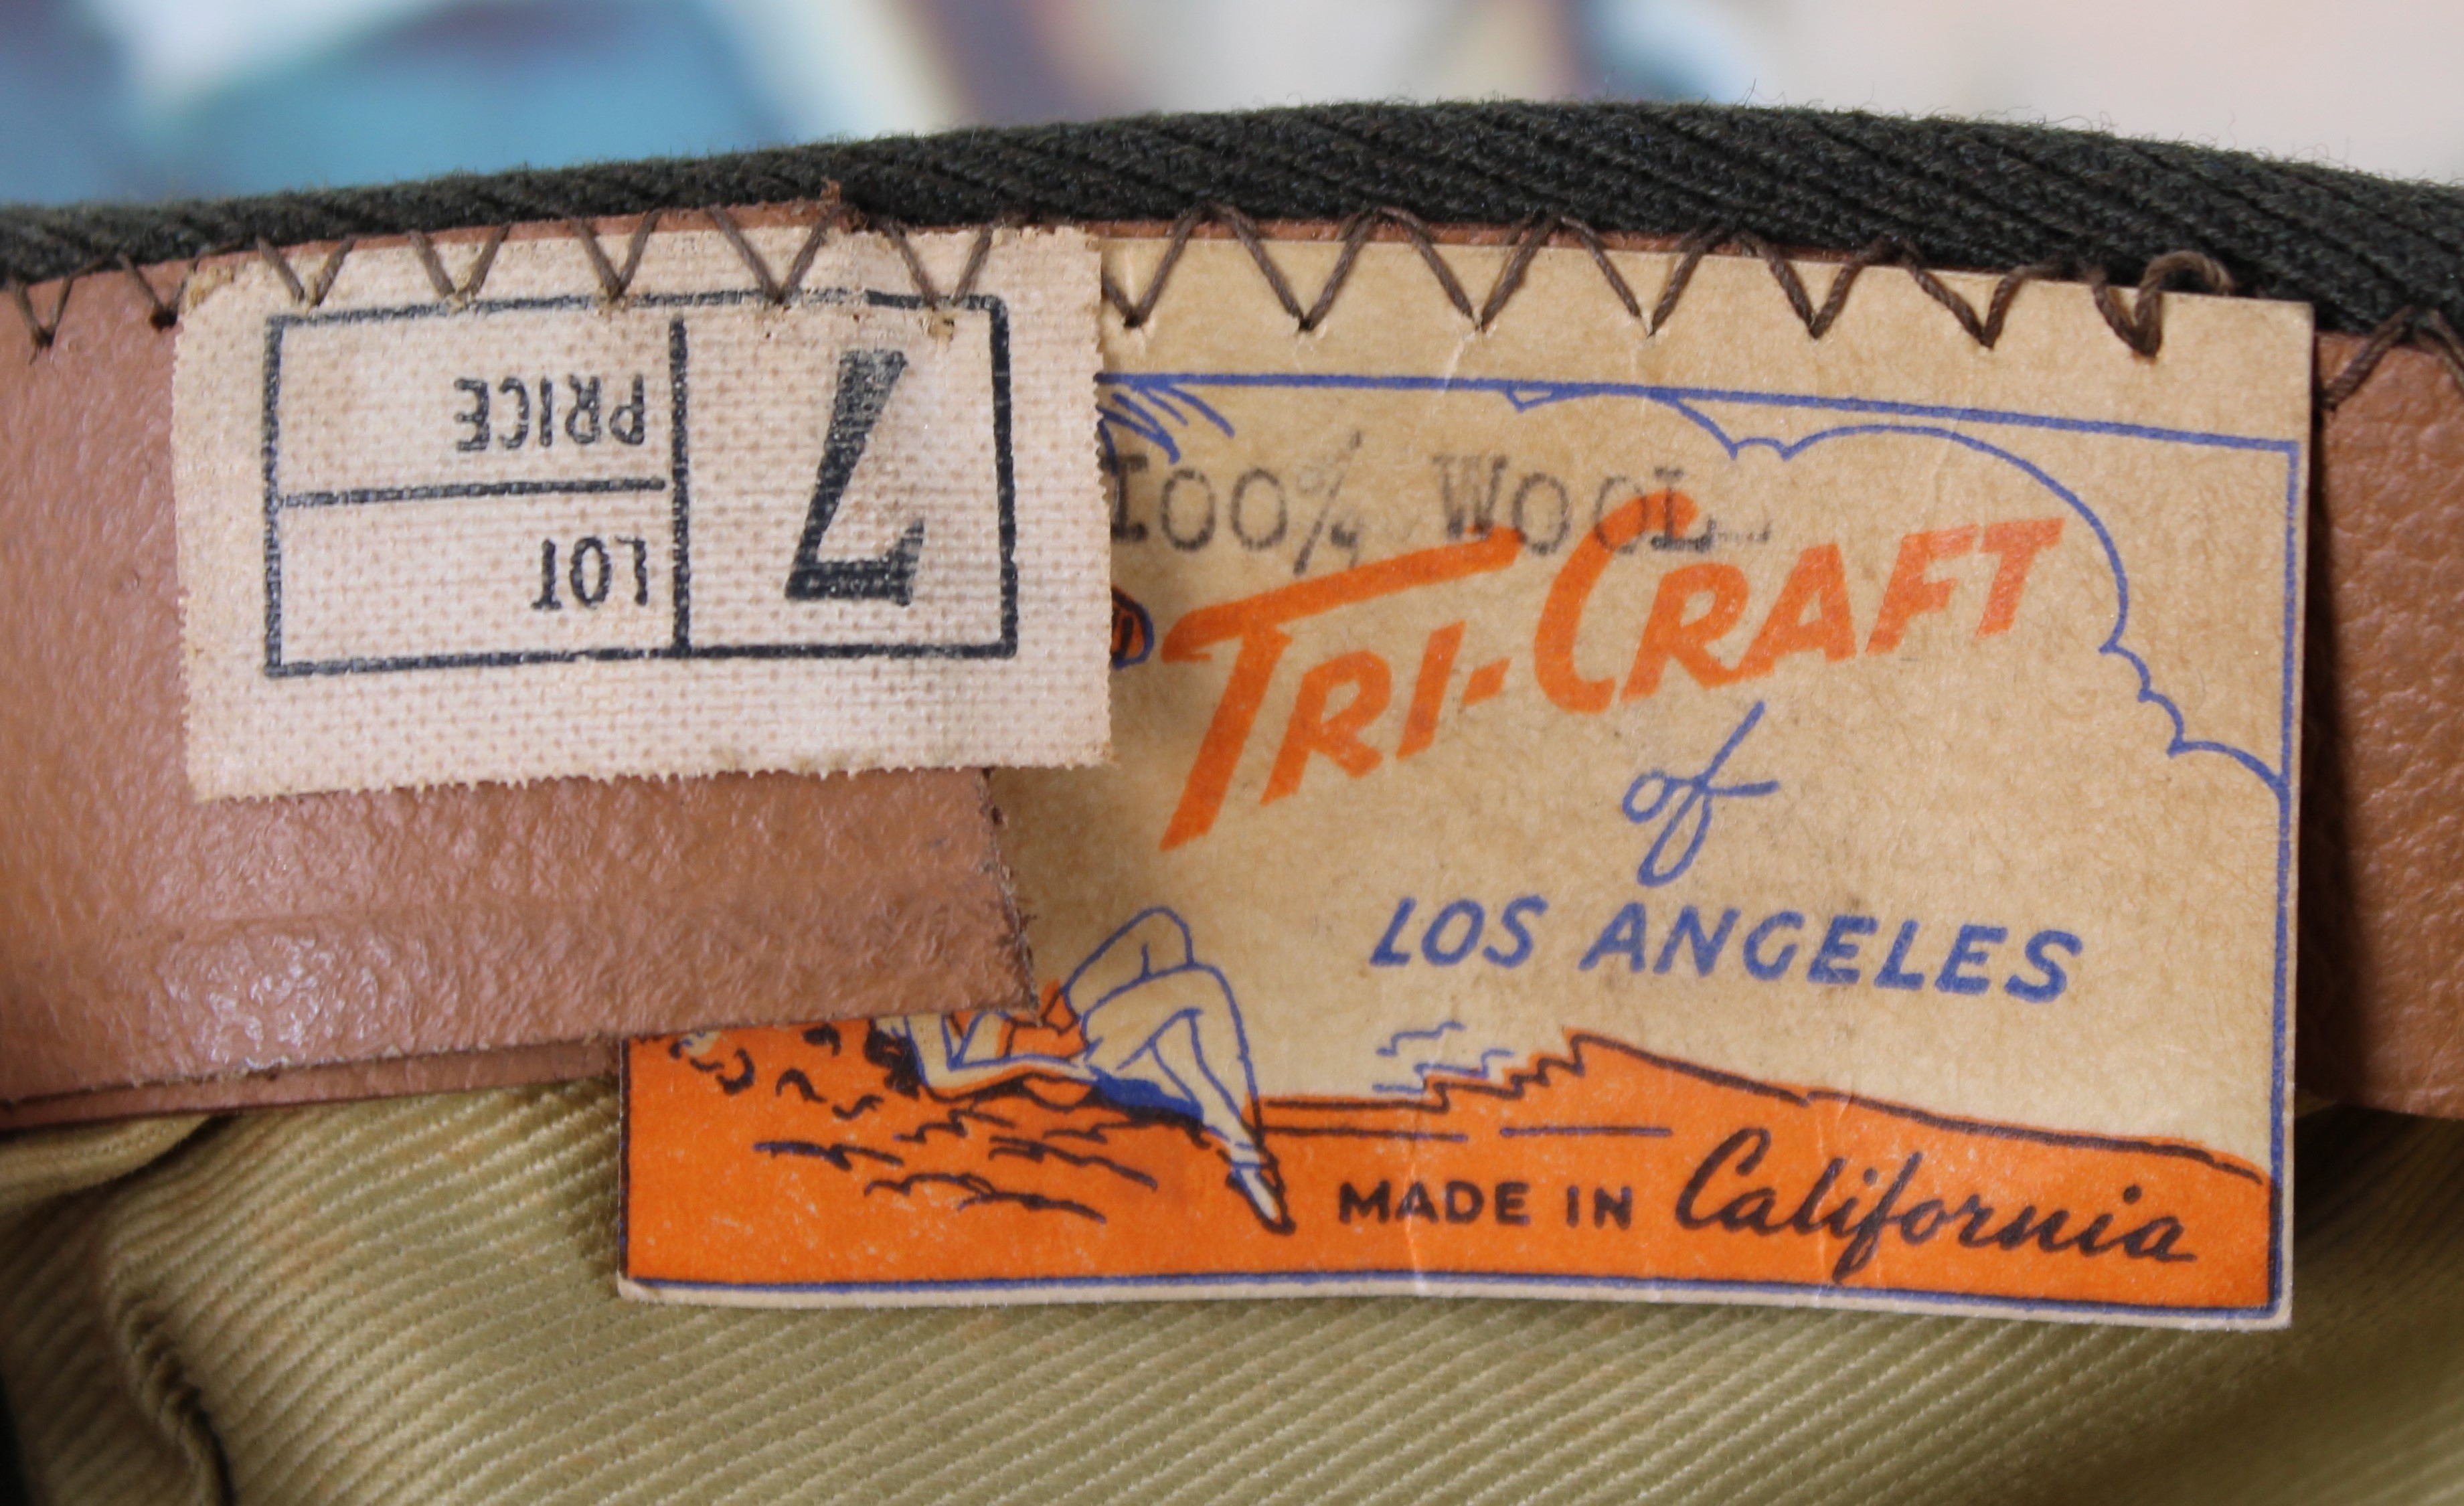 7
LOT
PRICE
100% WOOL
TRI-CRAFT
of
LOS ANGELES
MADE IN California